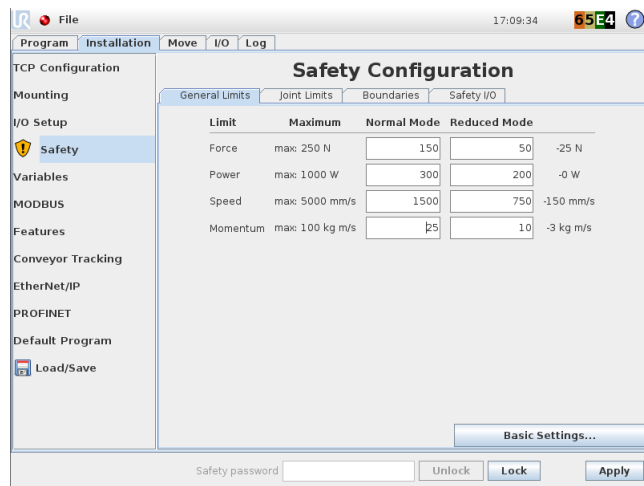 UR File 17:09:34 65E4 ?
Program Installation Move I/O Log
TCP Configuration
Mounting
I/O Setup
Safety
Variables
MODBUS
Features
Conveyor Tracking
EtherNet/IP
PROFINET
Default Program
Load/Save
Safety Configuration
General Limits Joint Limits Boundaries Safety I/O
Limit Maximum Normal Mode Reduced Mode
Force max: 250 N 150 50 -25 N
Power max: 1000 W 300 200 -0 W
Speed max: 5000 mm/s 1500 750 -150 mm/s
Momentum max: 100 kg m/s 25 10 -3 kg m/s
Basic Settings...
Safety password Unlock Lock Apply